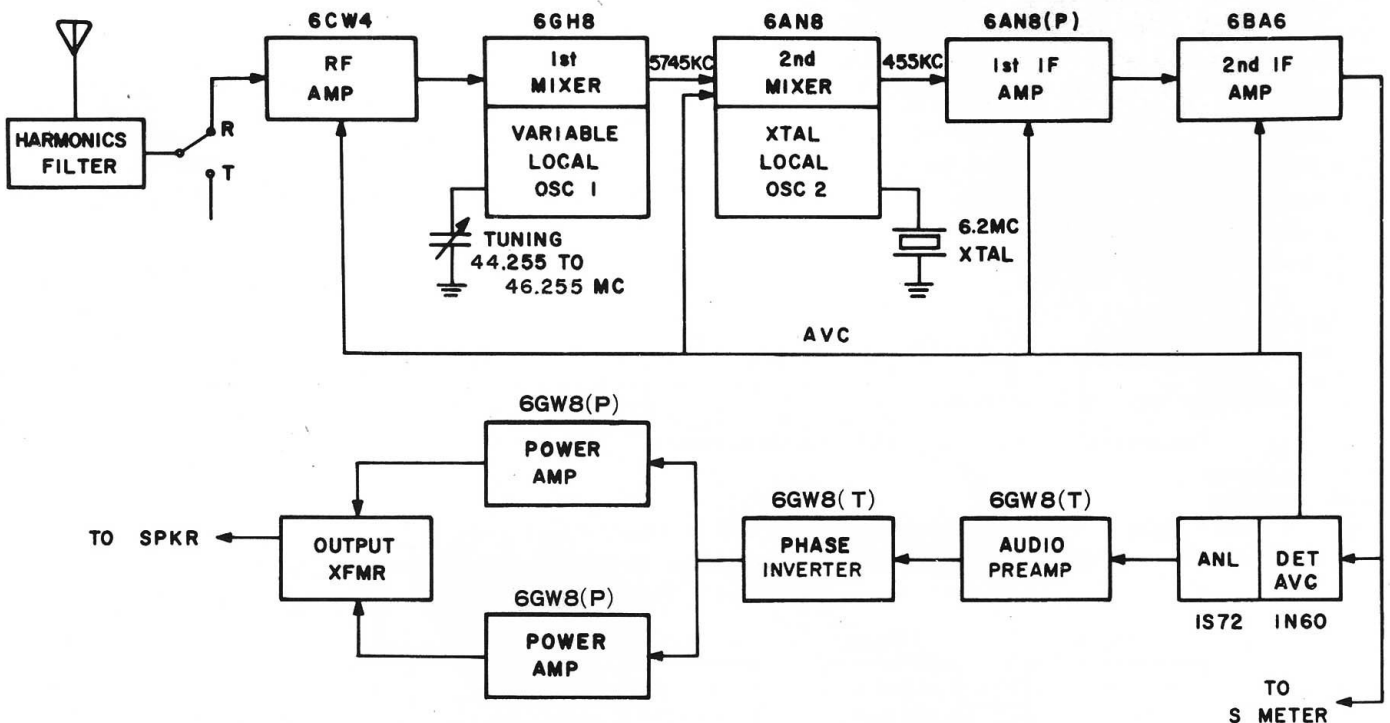 6CW4
6GH8
6AN8
6AN8(P)
6BA6
RF
AMP
1st
MIXER
5745KC
2nd
MIXER
455KC
1st IF
AMP
2nd IF
AMP
HARMONICS
FILTER
R
T
VARIABLE
LOCAL
OSC 1
XTAL
LOCAL
OSC 2
TUNING
44.255 TO
46.255 MC
6.2MC
XTAL
AVC
6GW8(P)
POWER
AMP
6GW8(T)
6GW8(T)
TO SPKR
OUTPUT
XFMR
PHASE
INVERTER
AUDIO
PREAMP
ANL
DET
AVC
6GW8(P)
POWER
AMP
IS72
IN60
TO
S METER